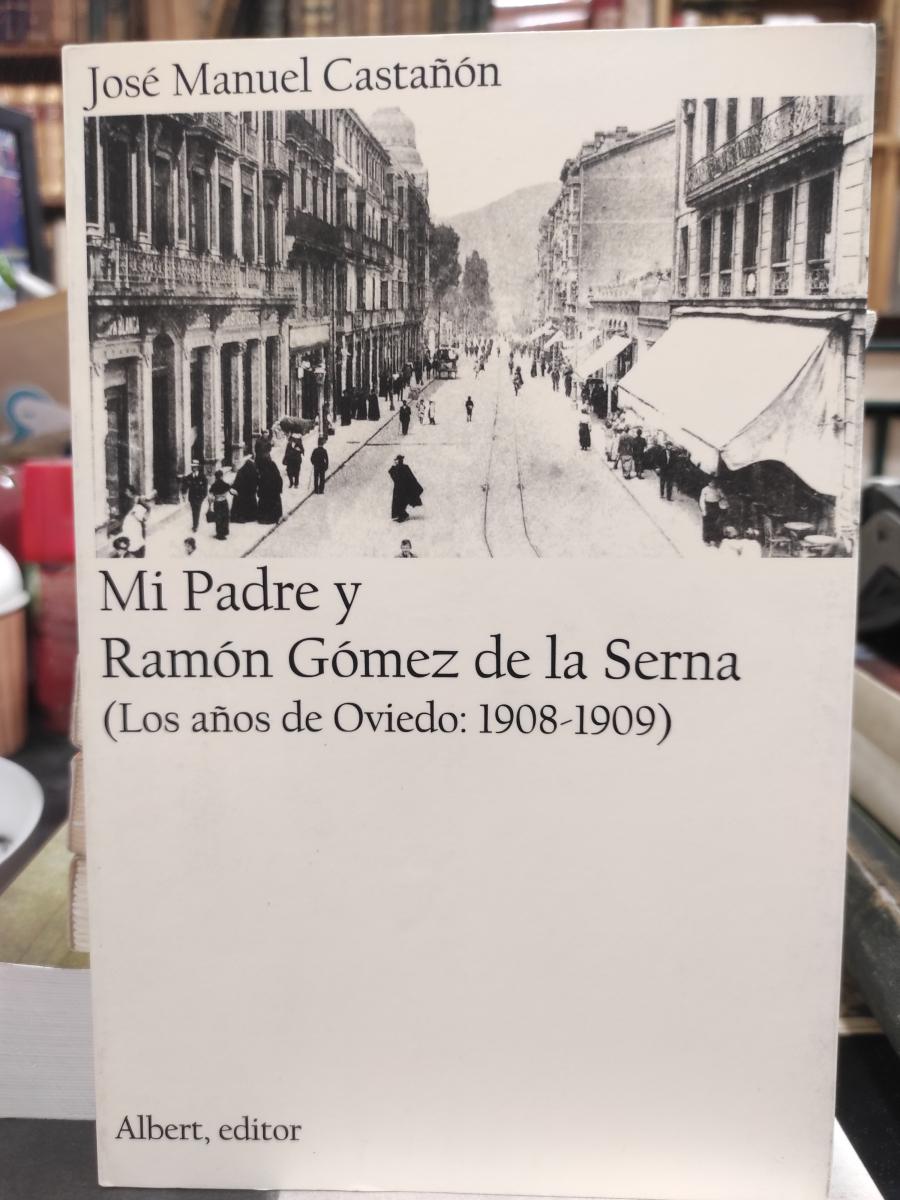 José Manuel Castañón
Mi Padre y
Ramón Gómez de la Serna
(Los años de Oviedo: 1908-1909)
Albert, editor